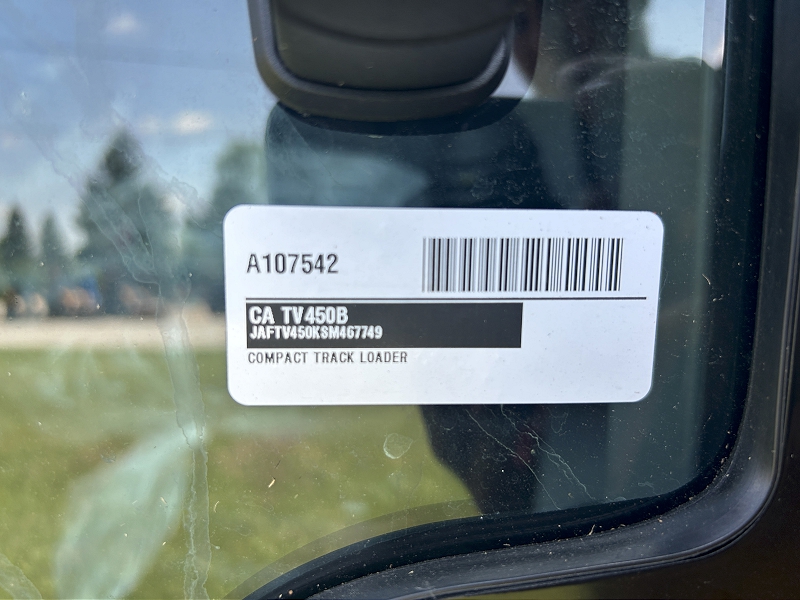 A107542
CA TV450B
JAFTV450KSM467749
COMPACT TRACK LOADER